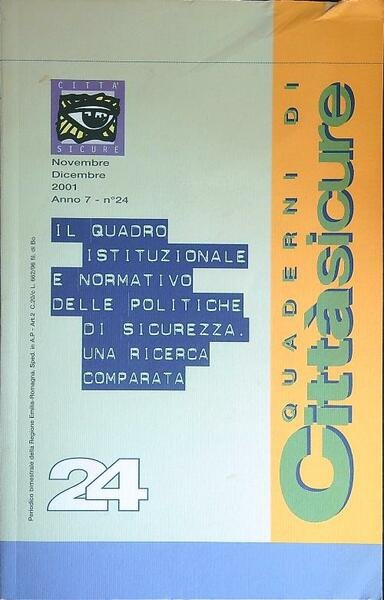 CITTÀ
SICURE
Novembre
Dicembre
2001
Anno 7 - n°24
IL QUADRO
ISTITUZIONALE
E NORMATIVO
DELLE POLITICHE
DI SICUREZZA.
UNA RICERCA
COMPARATA
24
Periodico bimestrale della Regione Emilia-Romagna, Sped. in A.P - Art.2 C.20/c L. 662/96 fil. di Bo
QUADERNI DI
Cittàsicure